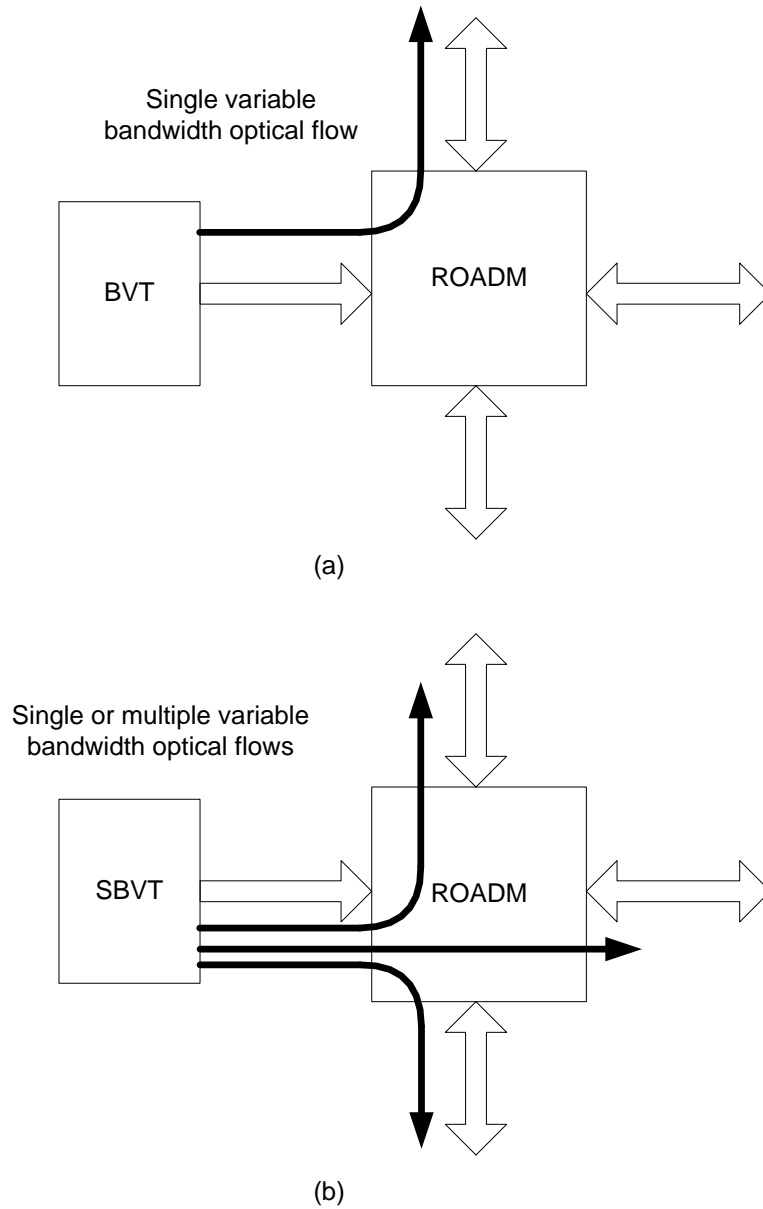 Single variable
bandwidth optical flow
BVT
ROADM
(a)
Single or multiple variable
bandwidth optical flows
SBVT
ROADM
(b)